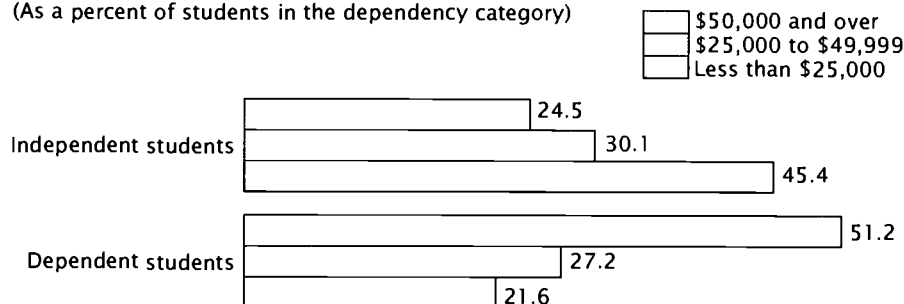 (As a percent of students in the dependency category)
$50,000 and over
$25,000 to $49,999
Less than $25,000
24.5
Independent students
30.1
45.4
51.2
Dependent students
27.2
21.6